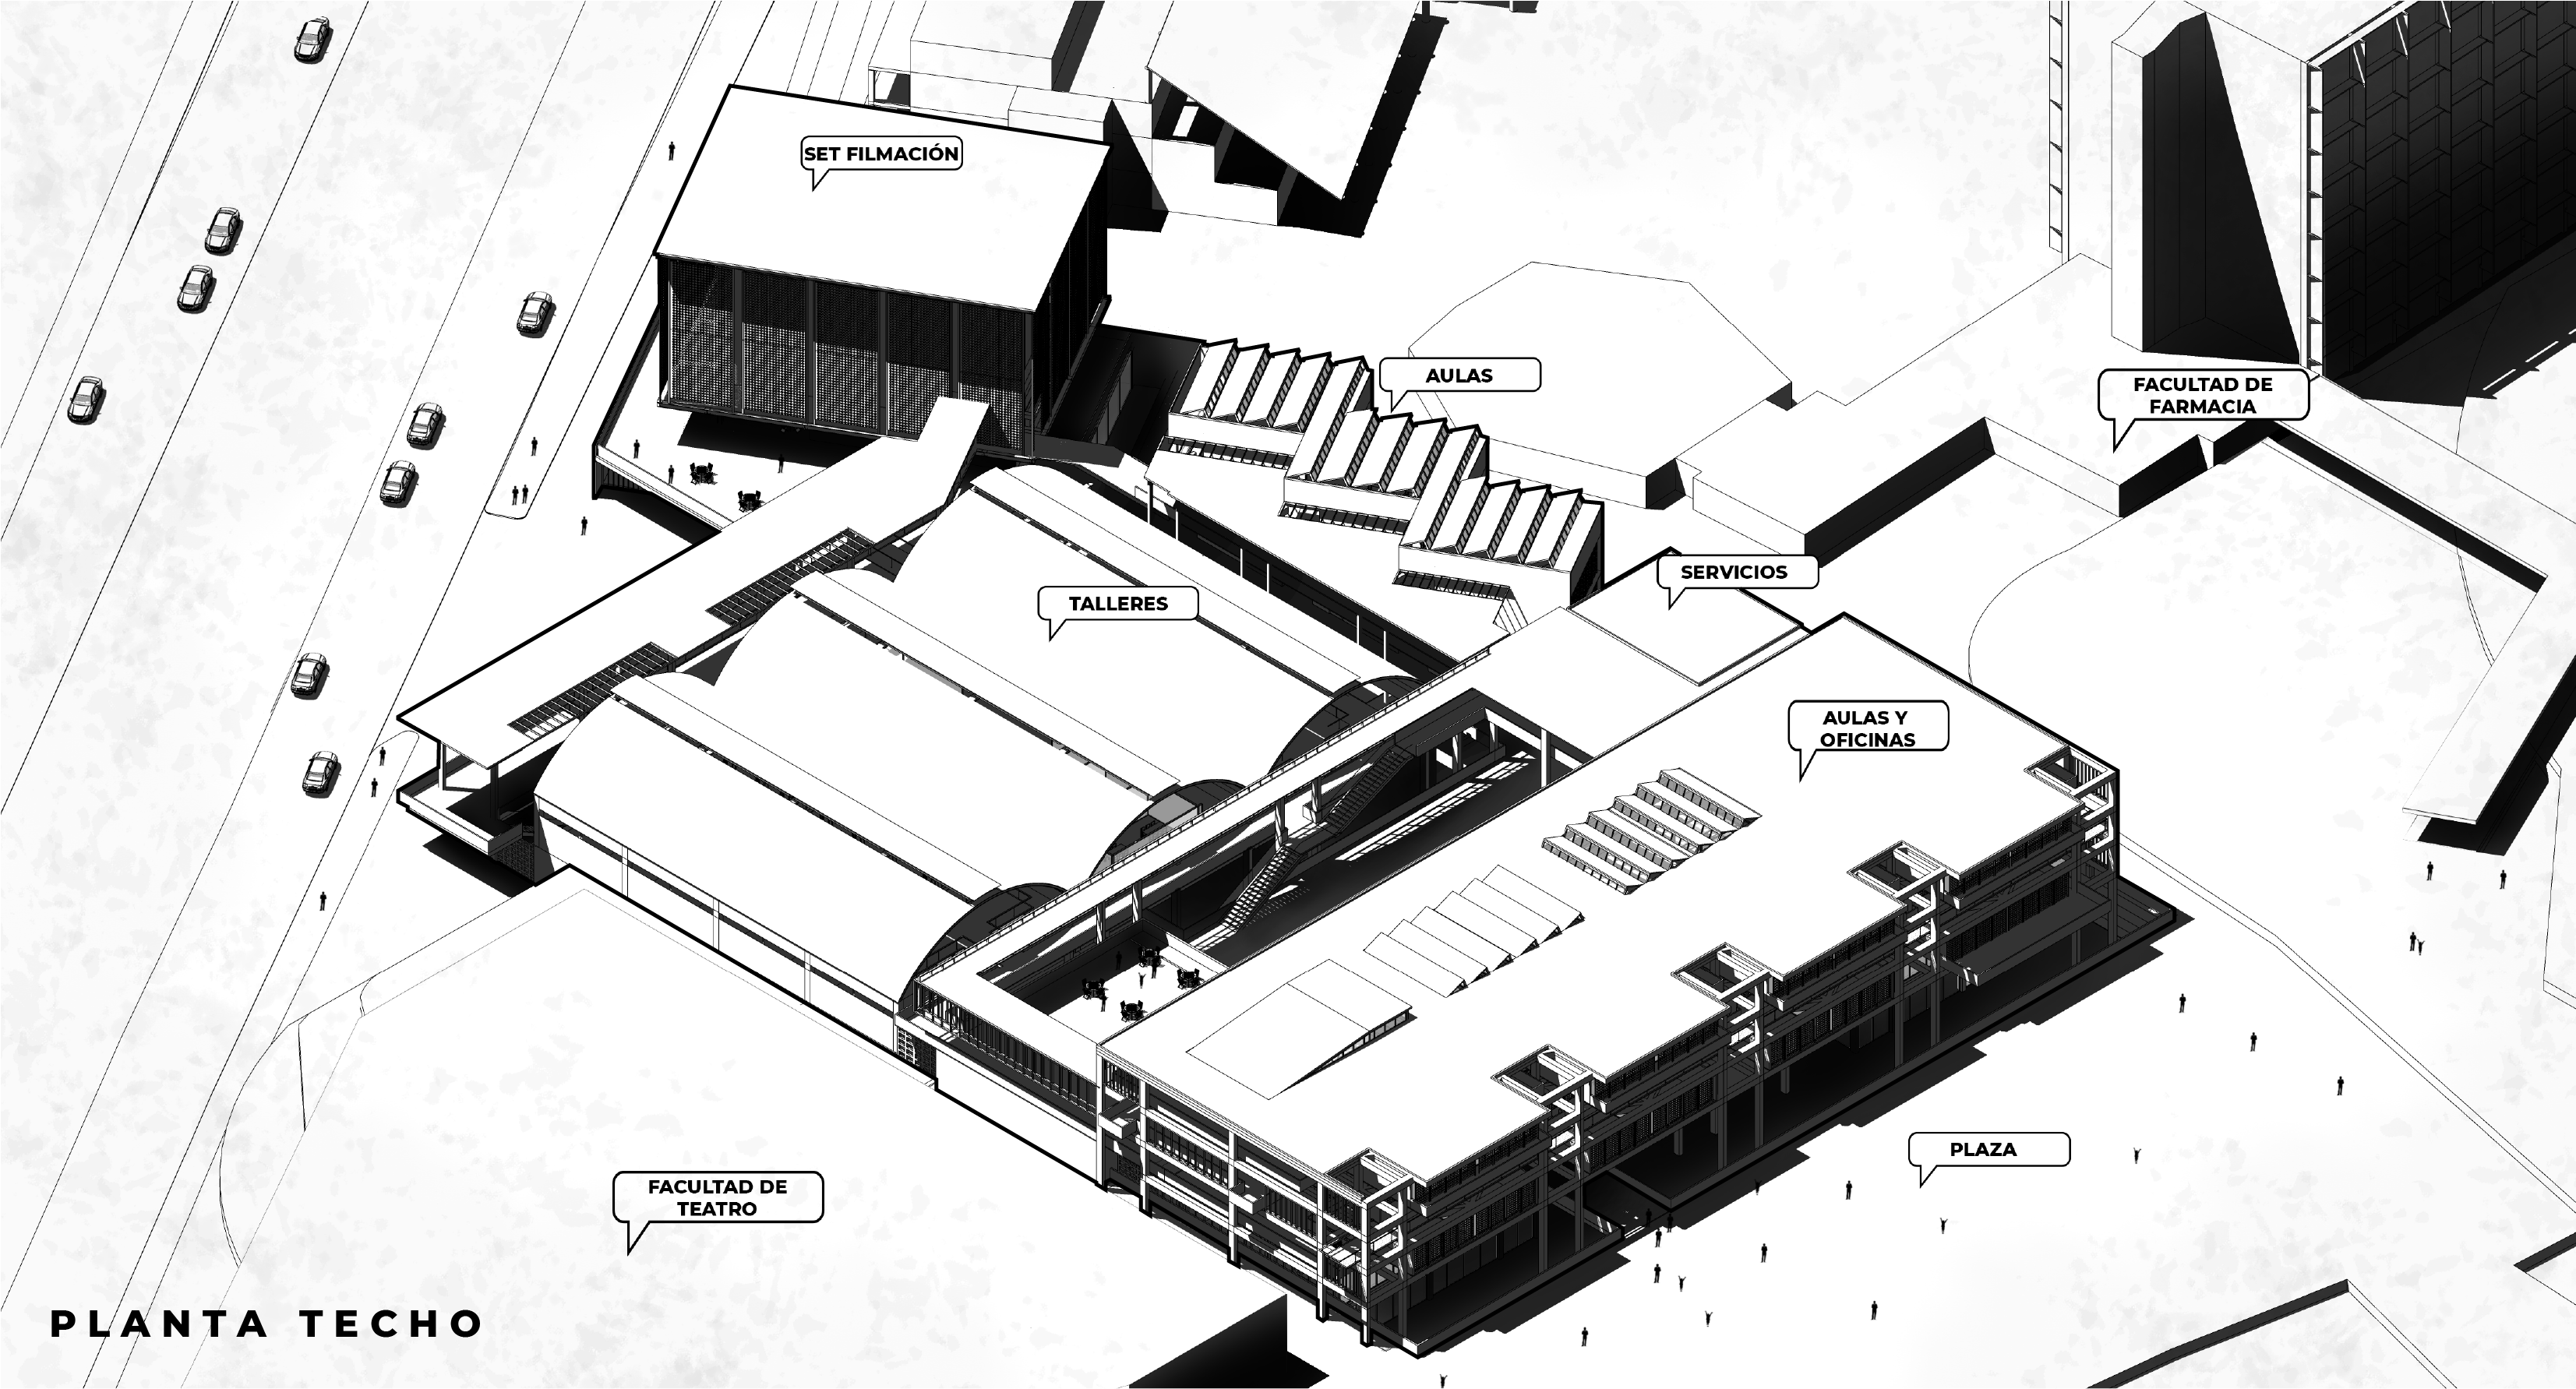 SET FILMACIÓN
AULAS
FACULTAD DE
FARMACIA
SERVICIOS
TALLERES
AULAS Y
OFICINAS
PLAZA
FACULTAD DE
TEATRO
PLANTA TECHO